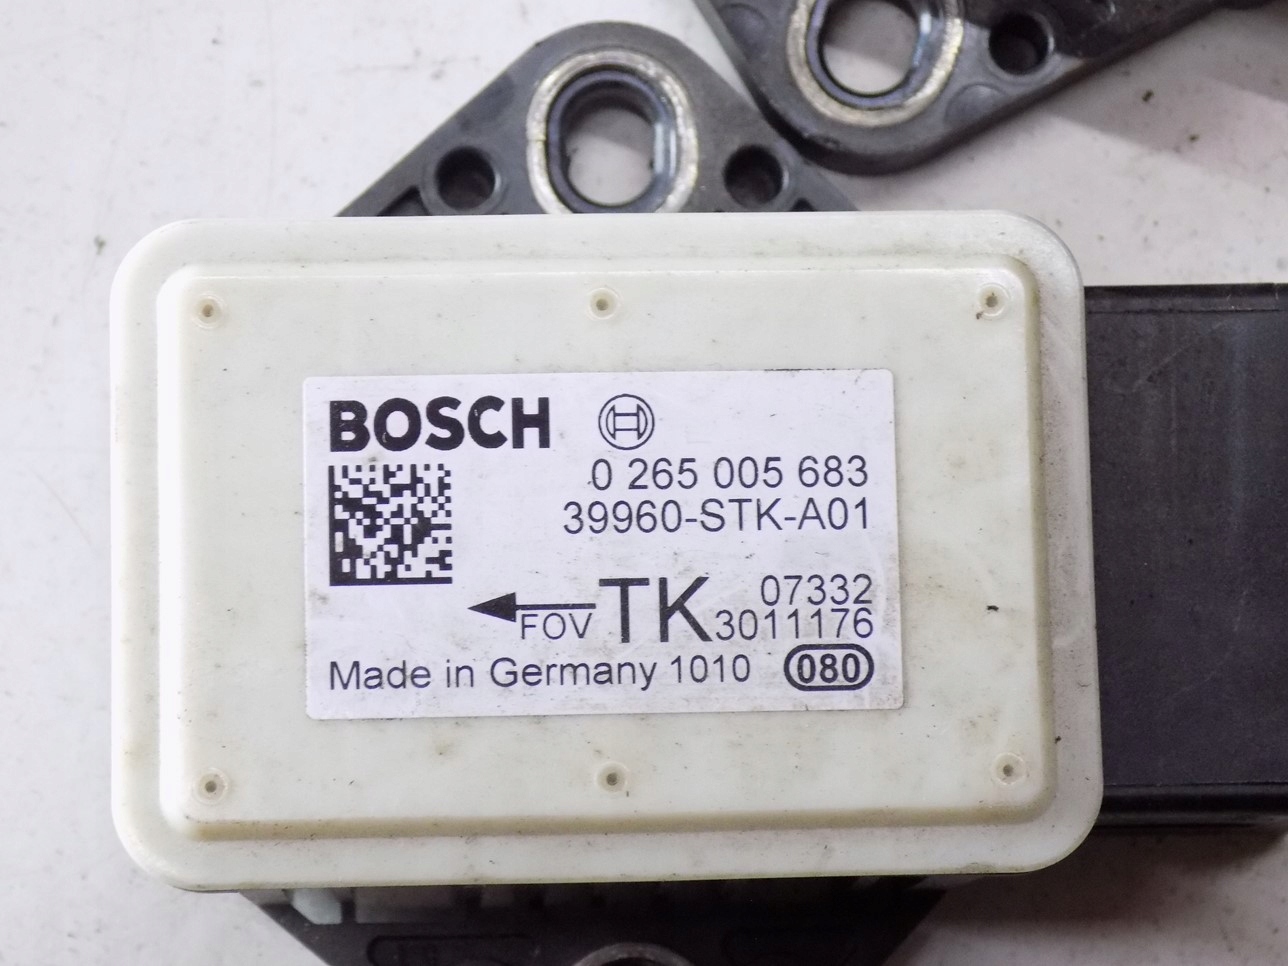 BOSCH
0 265 005 683
39960-STK-A01
FOV TK 07332
3011176
Made in Germany 1010 080